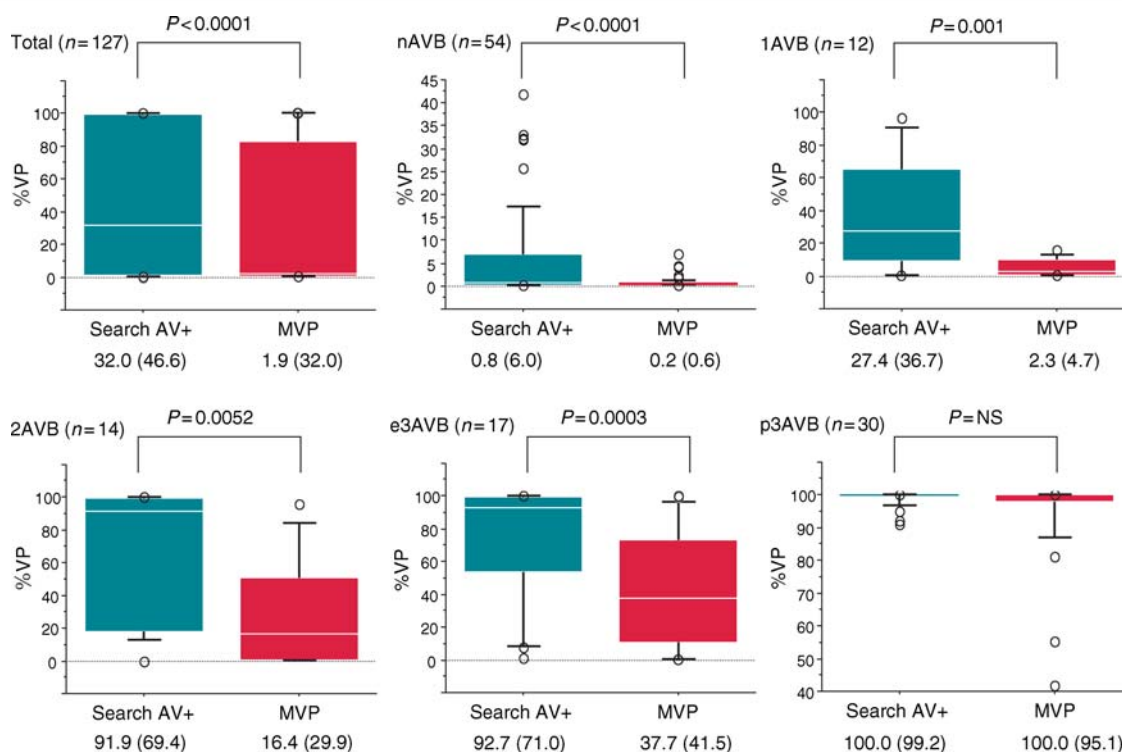 Total (n=127)
P<0.0001
%VP
100
80
60
40
20
0
Search AV+
MVP
32.0 (46.6)
1.9 (32.0)
nAVB (n=54)
P<0.0001
%VP
45
40
35
30
25
20
15
10
5
0
Search AV+
MVP
0.8 (6.0)
0.2 (0.6)
1AVB (n=12)
P=0.001
%VP
100
80
60
40
20
0
Search AV+
MVP
27.4 (36.7)
2.3 (4.7)
2AVB (n=14)
P=0.0052
%VP
100
80
60
40
20
0
Search AV+
MVP
91.9 (69.4)
16.4 (29.9)
e3AVB (n=17)
P=0.0003
%VP
100
80
60
40
20
0
Search AV+
MVP
92.7 (71.0)
37.7 (41.5)
p3AVB (n=30)
P=NS
%VP
100
90
80
70
60
50
40
Search AV+
MVP
100.0 (99.2)
100.0 (95.1)